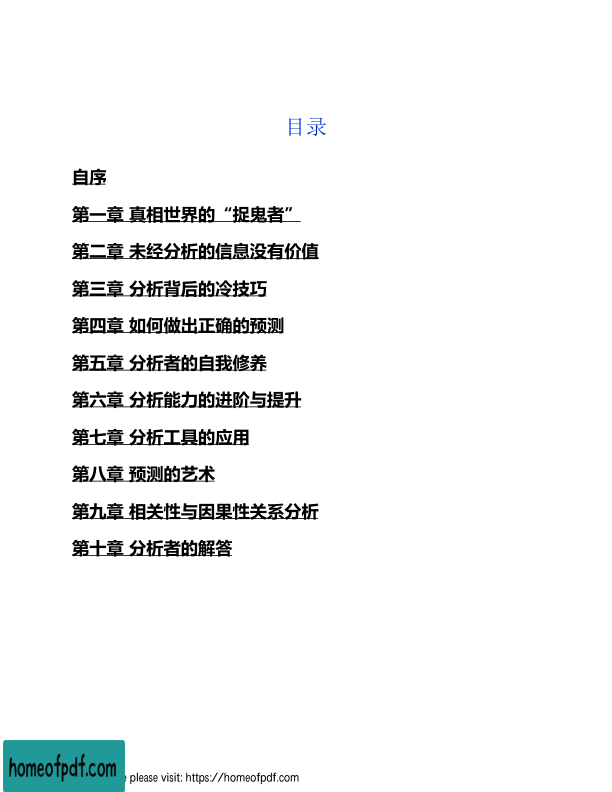 目录
自序
第一章 真相世界的“捉鬼者”
第二章 未经分析的信息没有价值
第三章 分析背后的冷技巧
第四章 如何做出正确的预测
第五章 分析者的自我修养
第六章 分析能力的进阶与提升
第七章 分析工具的应用
第八章 预测的艺术
第九章 相关性与因果性关系分析
第十章 分析者的解答
homeofpdf.com
please visit: https://homeofpdf.com